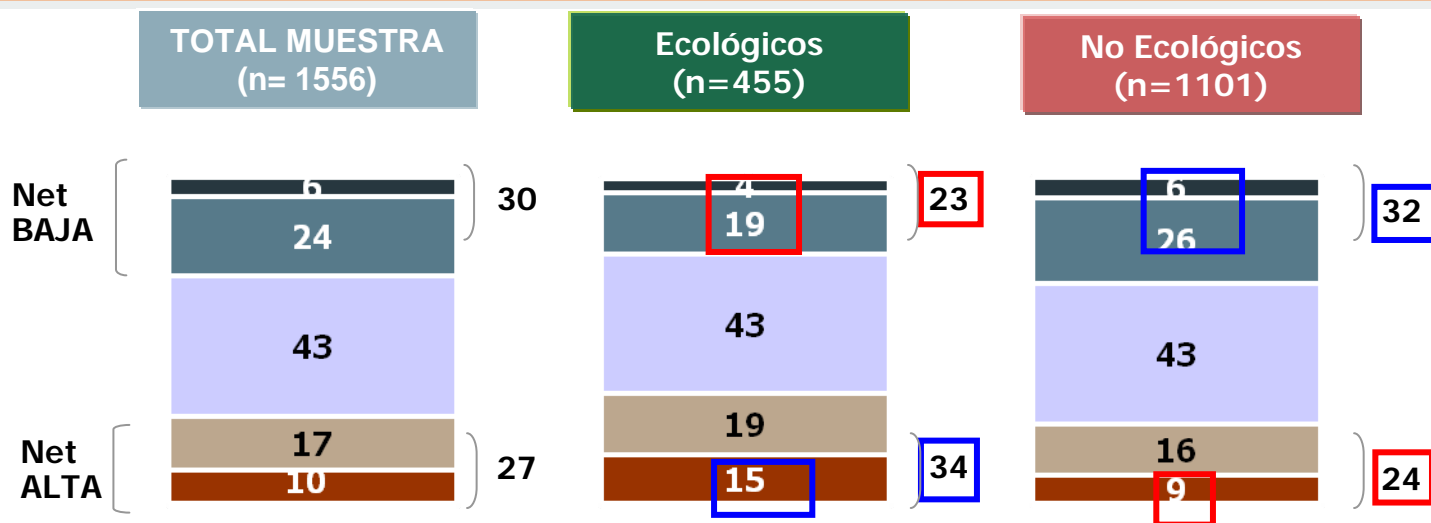 TOTAL MUESTRA
(n= 1556)
Ecológicos
(n=455)
No Ecológicos
(n=1101)
Net
BAJA
6
24
30
4
19
23
6
26
32
43
43
43
Net
ALTA
17
10
27
19
15
34
16
9
24